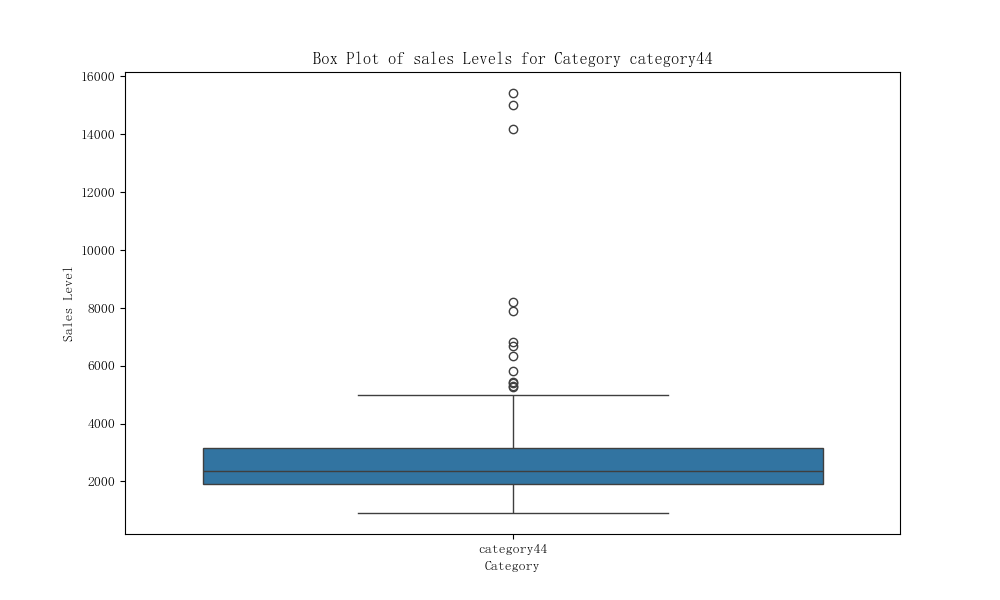 Box Plot of sales Levels for Category category44
16000
14000
12000
10000
8000
6000
4000
2000
Sales Level
category44
Category